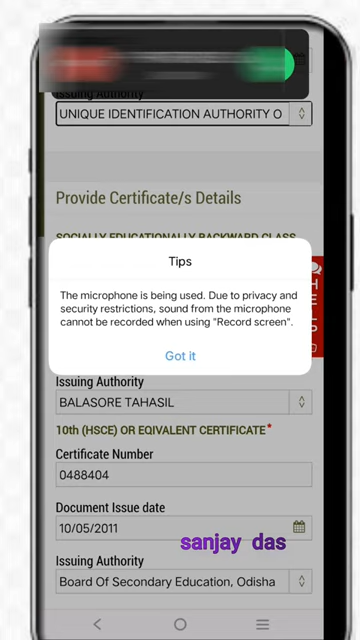 Issuing Authority
UNIQUE IDENTIFICATION AUTHORITY O
Provide Certificate/s Details
SOCIALLY EDUCATIONALLY BACKWARD CLASS
Tips
The microphone is being used. Due to privacy and
security restrictions, sound from the microphone
cannot be recorded when using "Record screen".
Got it
H
E
L
Issuing Authority
BALASORE TAHASIL
10th (HSCE) OR EQIVALENT CERTIFICATE*
Certificate Number
0488404
Document Issue date
10/05/2011
sanjay das
Issuing Authority
Board Of Secondary Education, Odisha